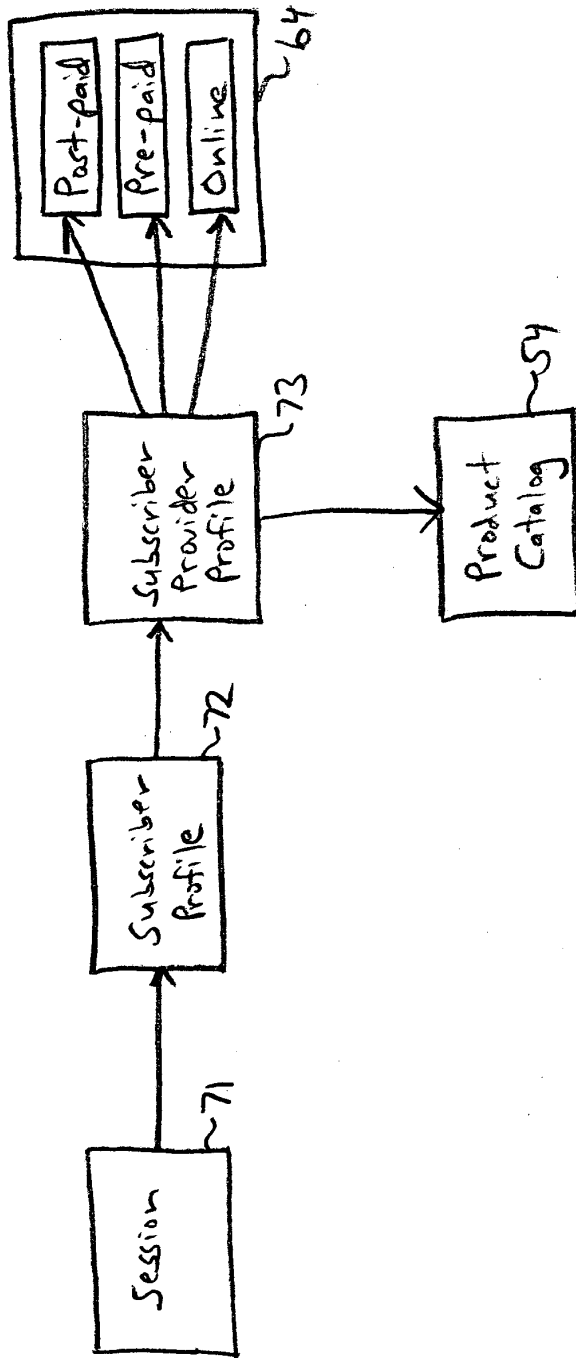 Session
71
Subscriber
Profile
72
Subscriber
Provider
Profile
73
Post-paid
Pre-paid
Online
64
Product
Catalog
54